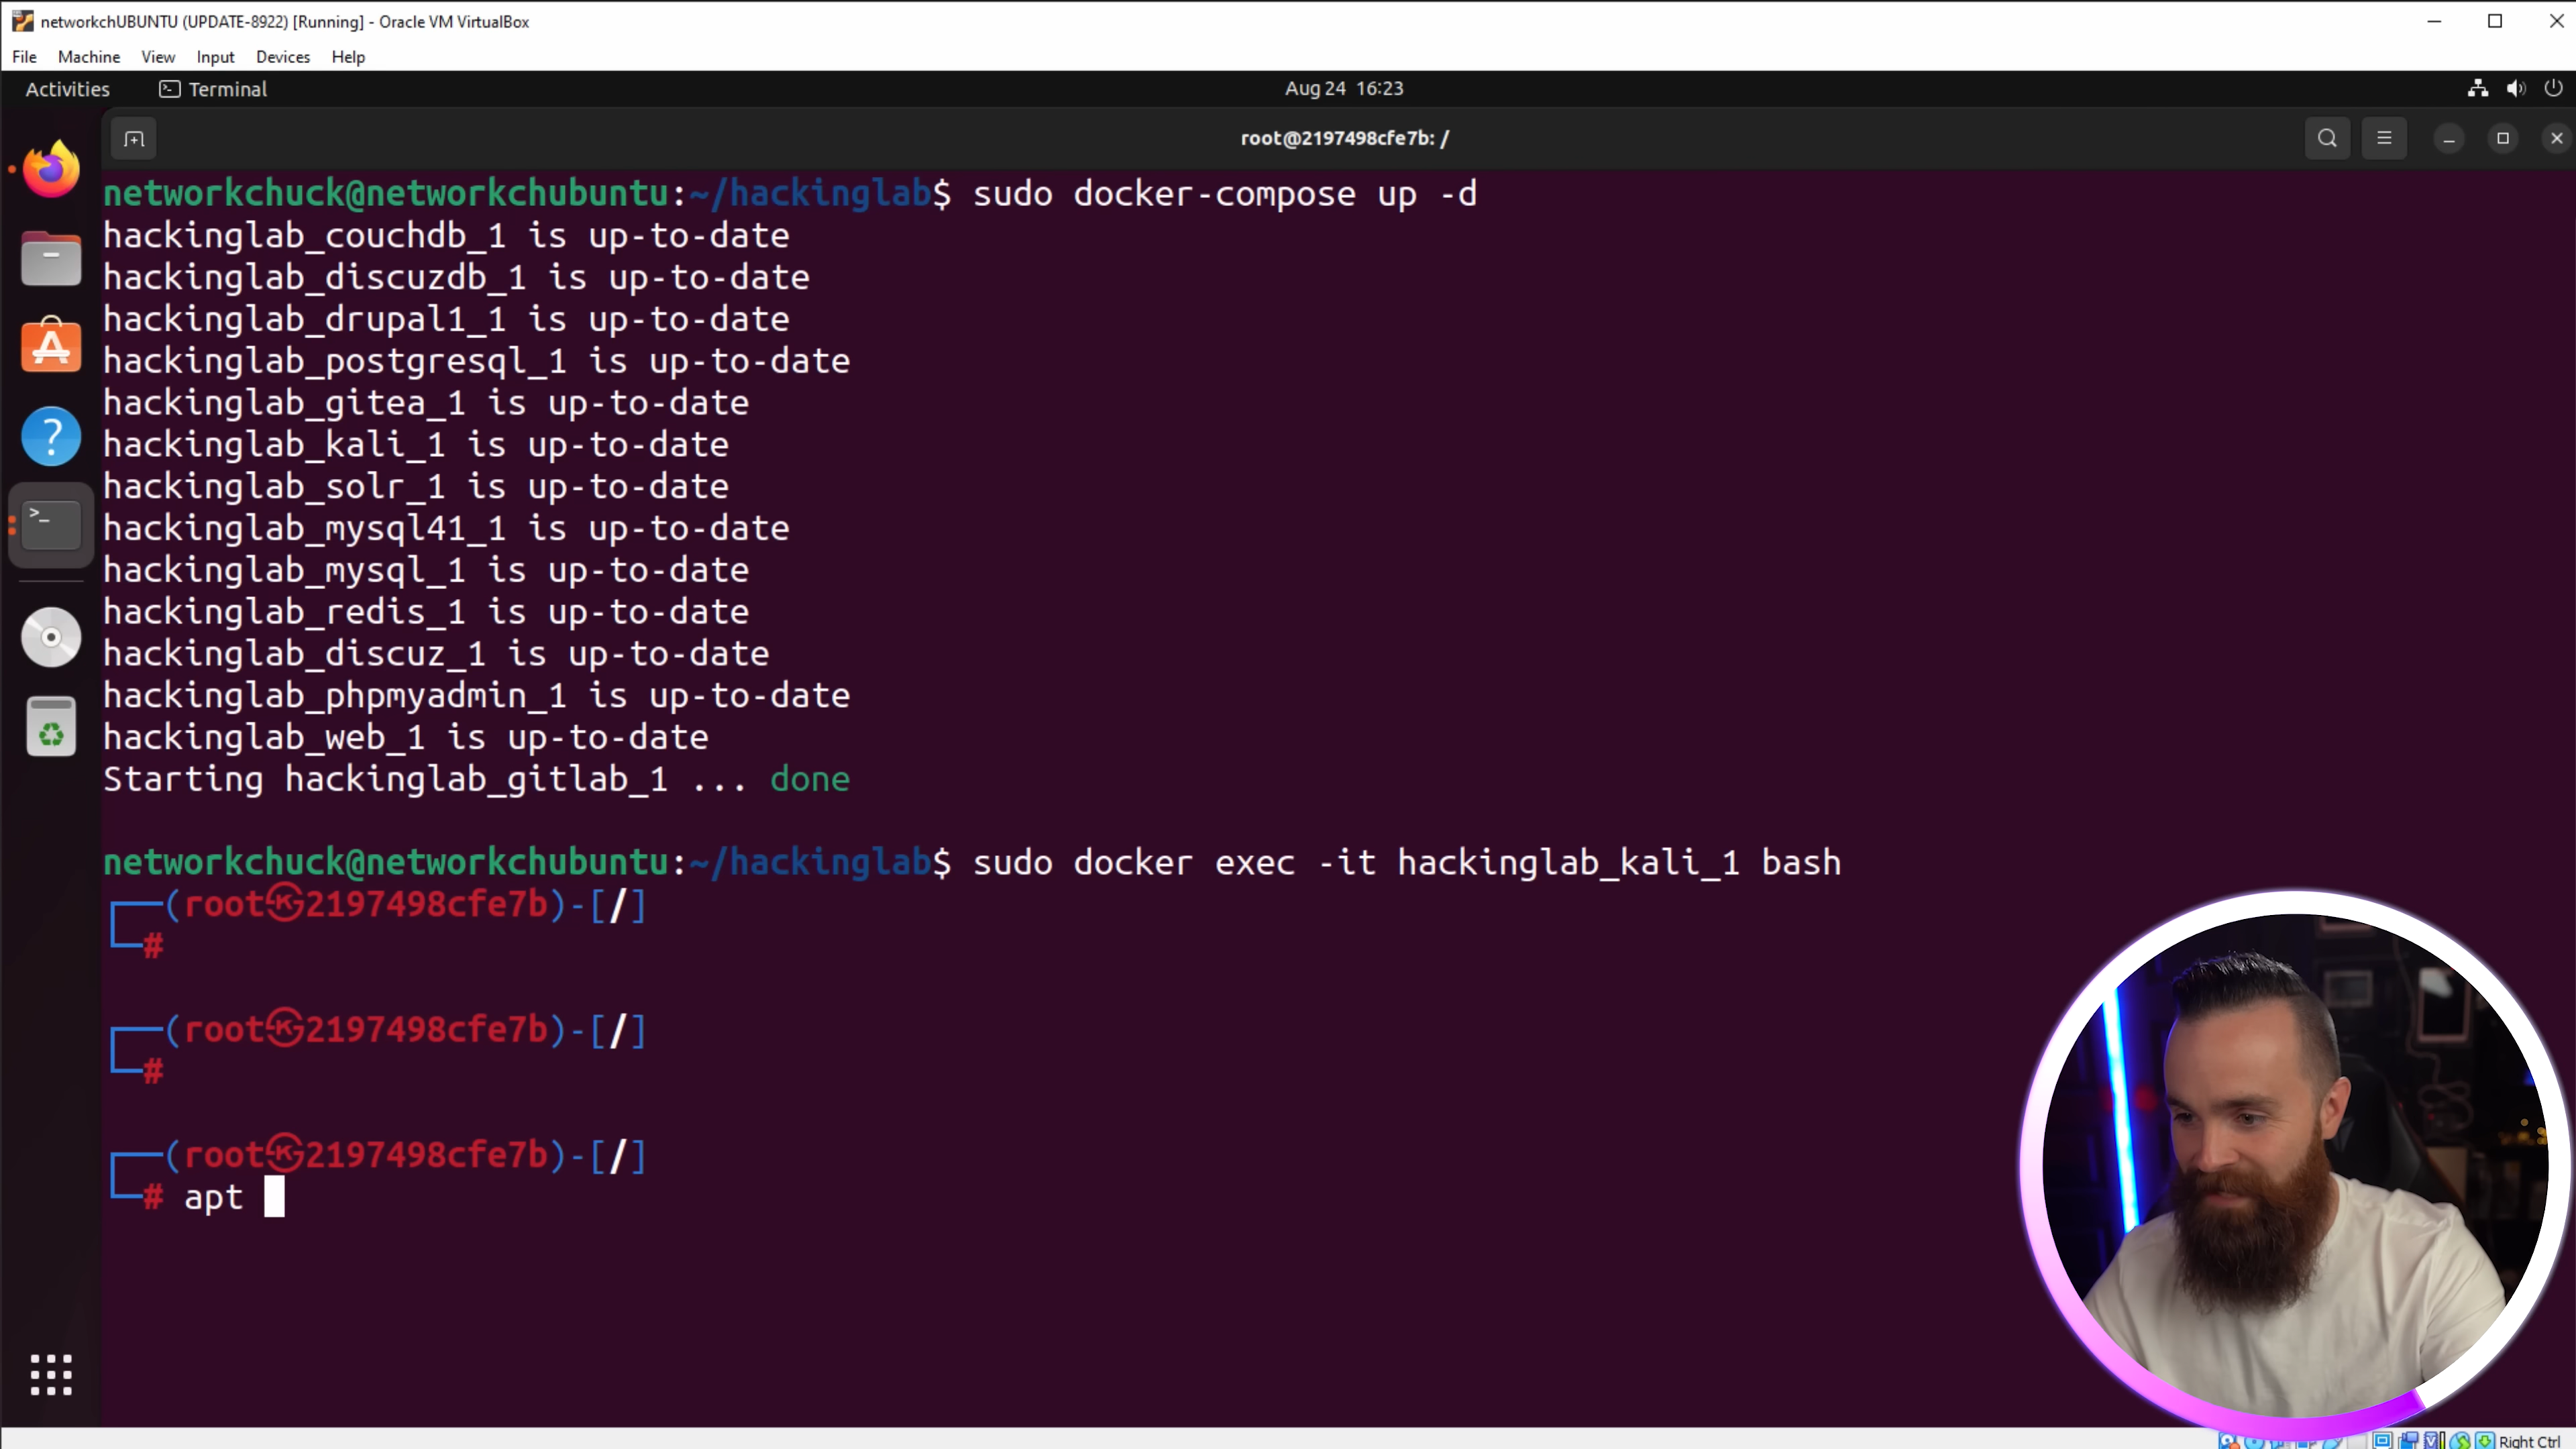 networkchUBUNTU (UPDATE-8922) [Running] - Oracle VM VirtualBox
File Machine View Input Devices Help
Activities Terminal Aug 24 16:23
root@2197498cfe7b: /
networkchuck@networkchubuntu:~/hackinglab$ sudo docker-compose up -d
hackinglab_couchdb_1 is up-to-date
hackinglab_discuzdb_1 is up-to-date
hackinglab_drupal1_1 is up-to-date
hackinglab_postgresql_1 is up-to-date
hackinglab_gitea_1 is up-to-date
hackinglab_kali_1 is up-to-date
hackinglab_solr_1 is up-to-date
hackinglab_mysql41_1 is up-to-date
hackinglab_mysql_1 is up-to-date
hackinglab_redis_1 is up-to-date
hackinglab_discuz_1 is up-to-date
hackinglab_phpmyadmin_1 is up-to-date
hackinglab_web_1 is up-to-date
Starting hackinglab_gitlab_1 ... done
networkchuck@networkchubuntu:~/hackinglab$ sudo docker exec -it hackinglab_kali_1 bash
┌──(root㉿2197498cfe7b)-[/]
└─#
┌──(root㉿2197498cfe7b)-[/]
└─#
┌──(root㉿2197498cfe7b)-[/]
└─# apt
Right Ctrl